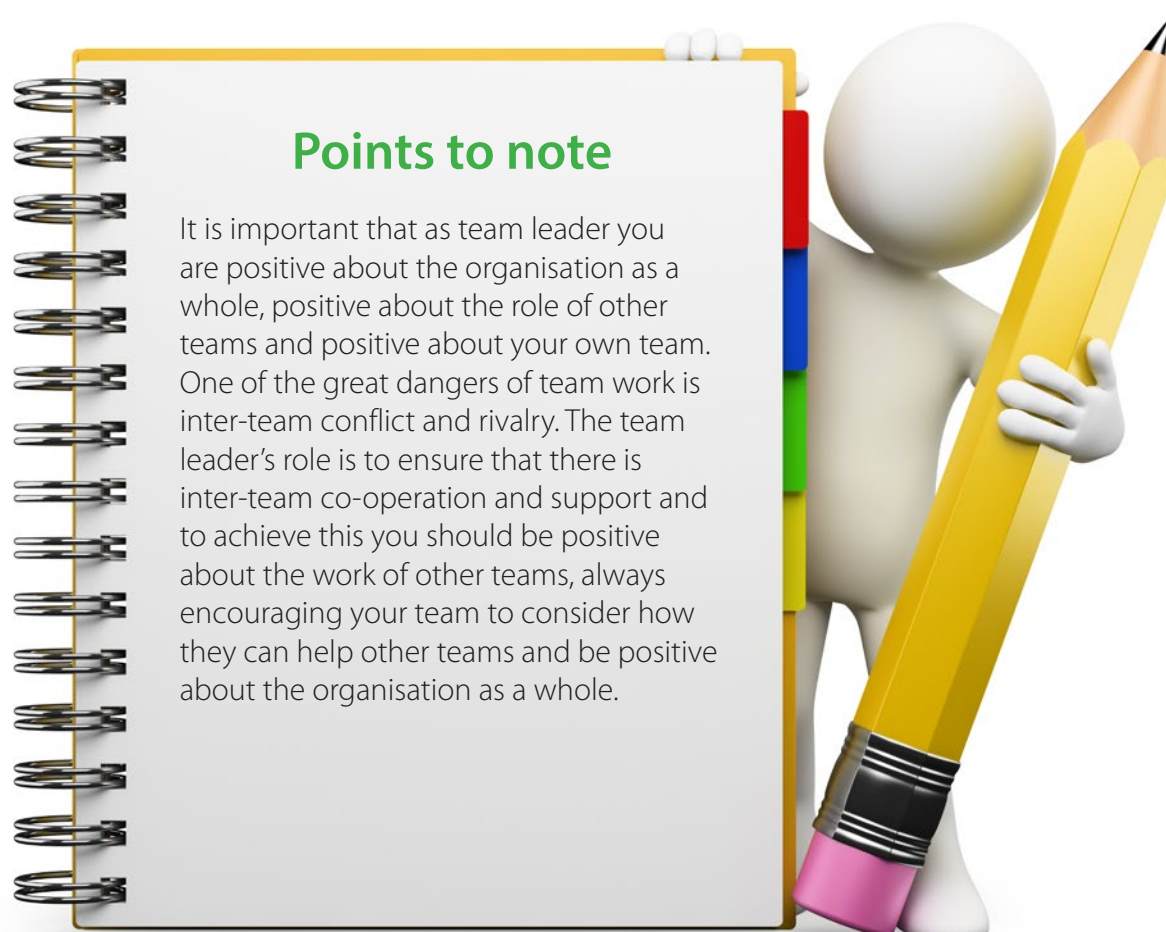 Points to note
It is important that as team leader you
are positive about the organisation as a
whole, positive about the role of other
teams and positive about your own team.
One of the great dangers of team work is
inter-team conflict and rivalry. The team
leader’s role is to ensure that there is
inter-team co-operation and support and
to achieve this you should be positive
about the work of other teams, always
encouraging your team to consider how
they can help other teams and be positive
about the organisation as a whole.